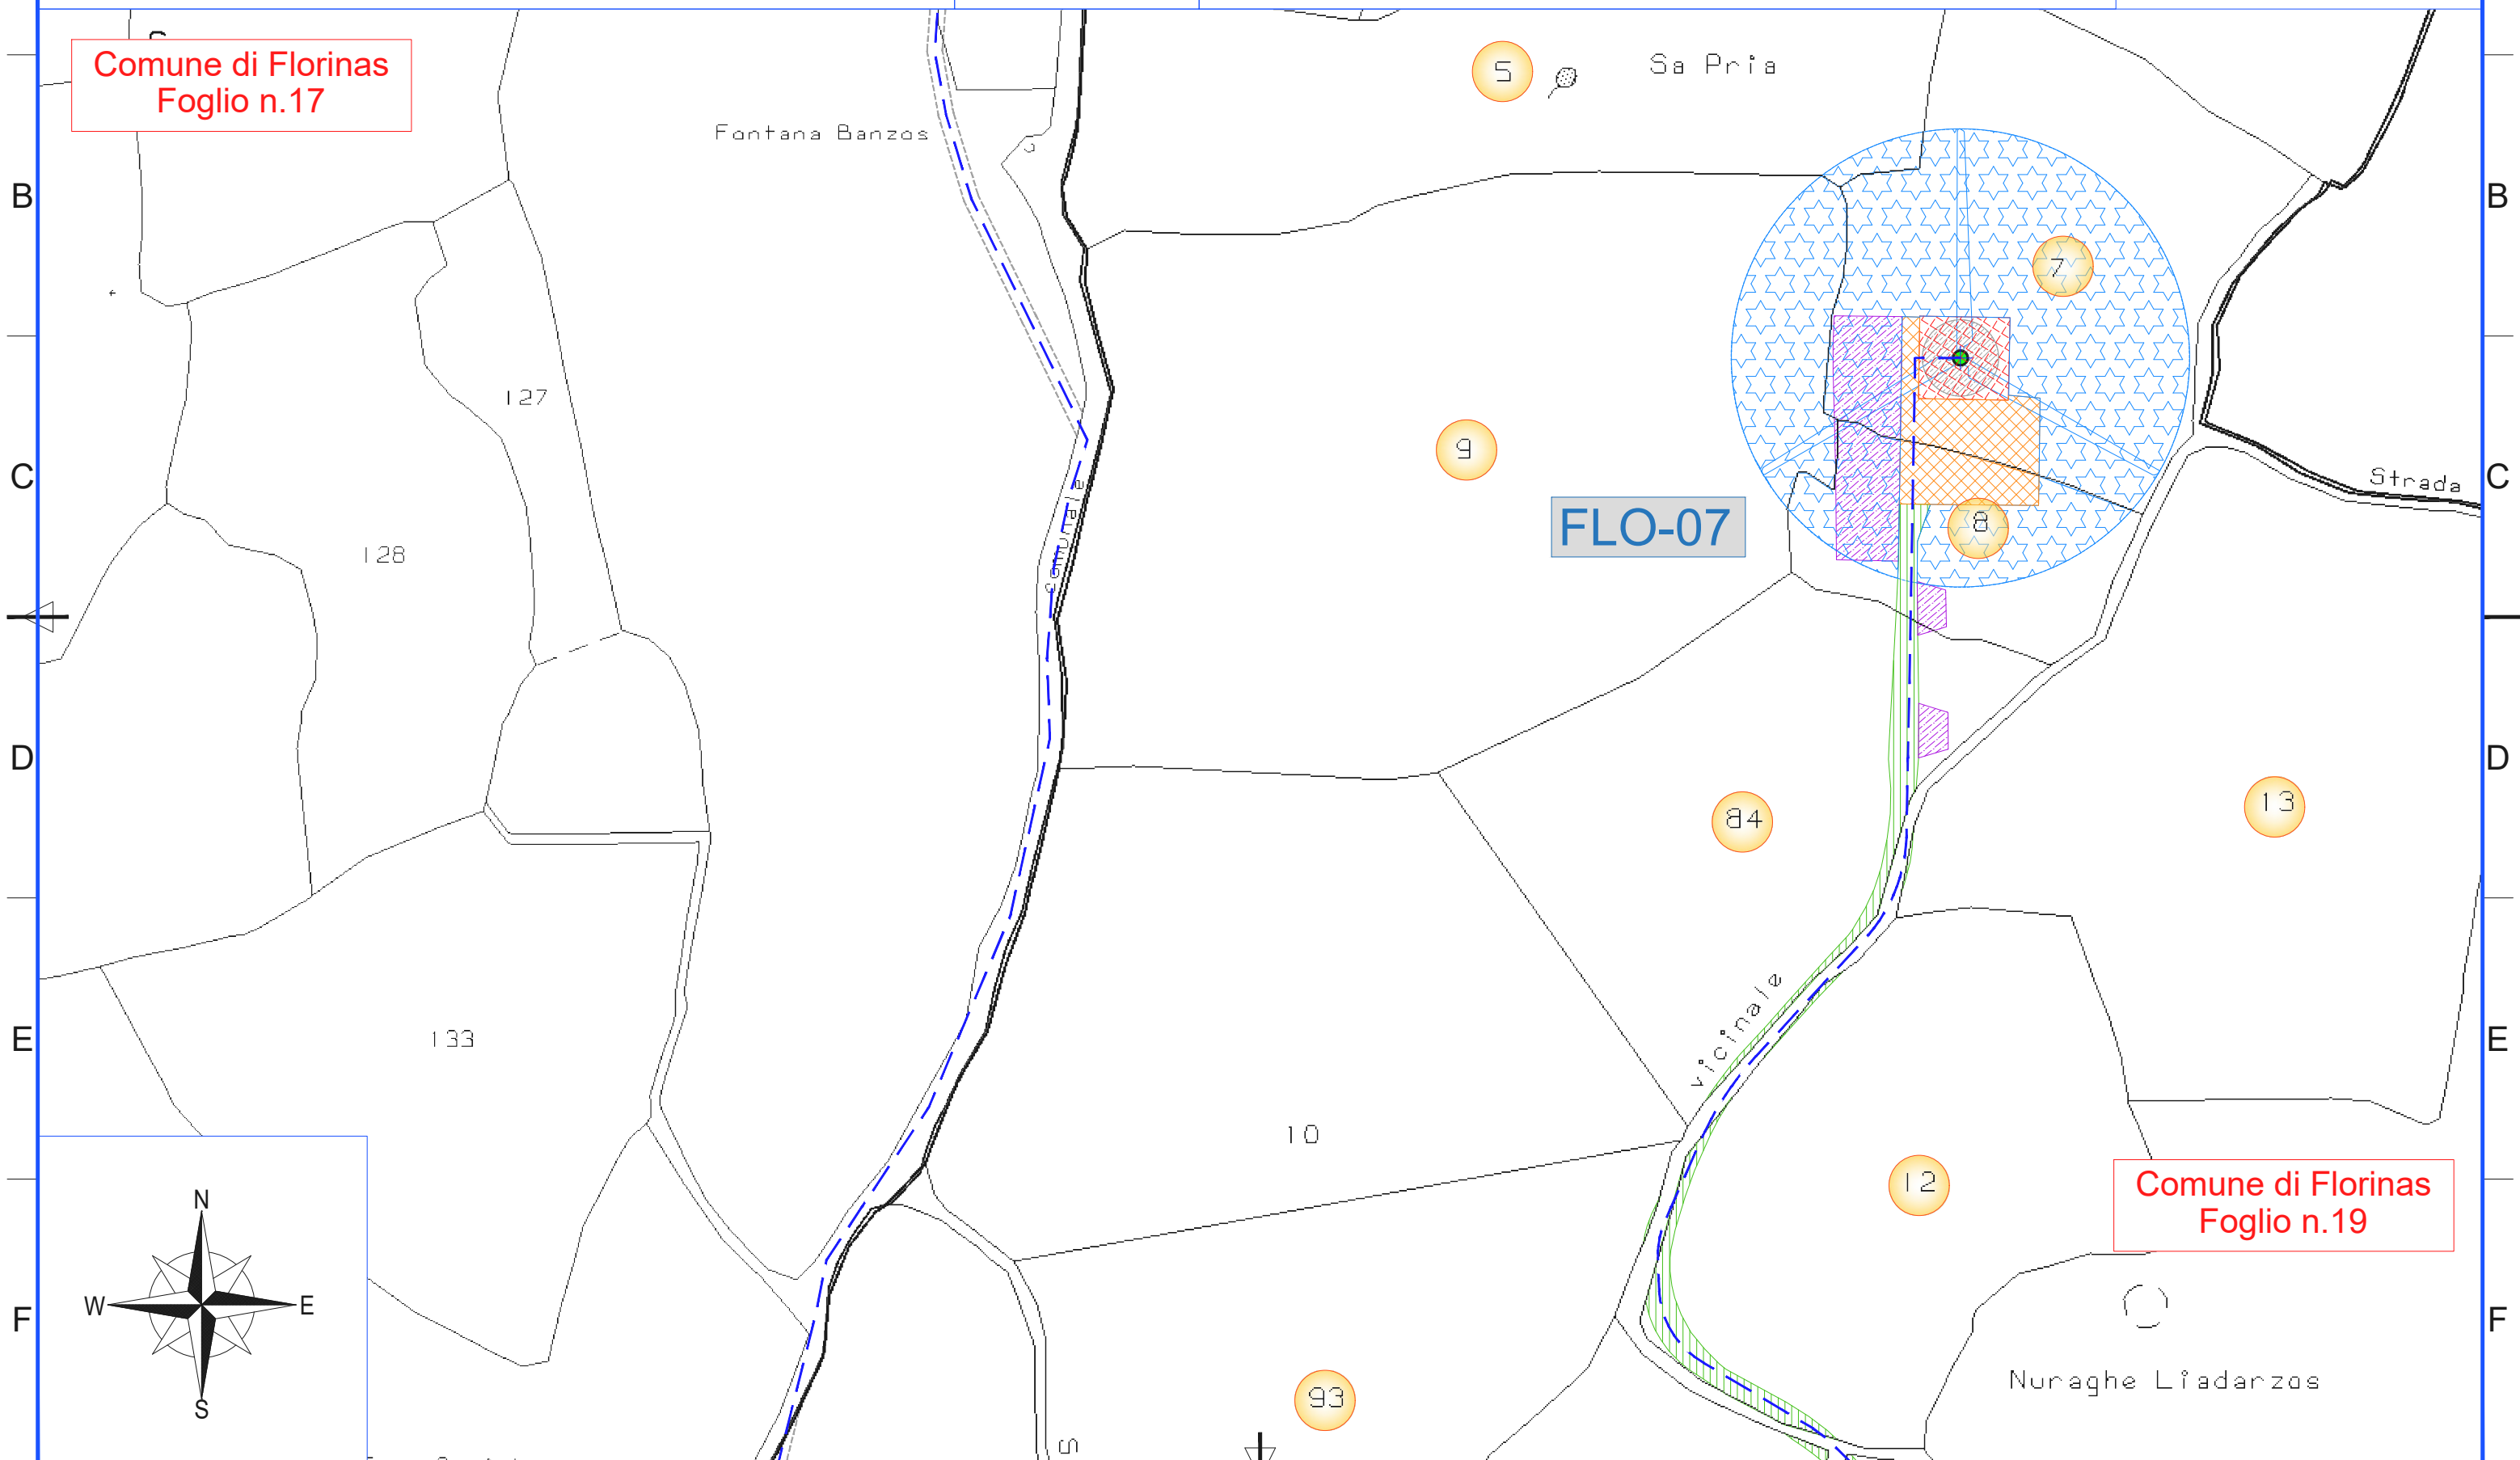 Comune di Florinas
Foglio n.17
5
Sa Pria
Fontana Banzos
B
B
7
127
9
C
C
Strada
FLO-07
8
128
Comunale
D
D
84
13
vicinale
E
E
133
10
12
Comune di Florinas
Foglio n.19
N
W
E
S
F
F
Nuraghe Liadarzos
93
S